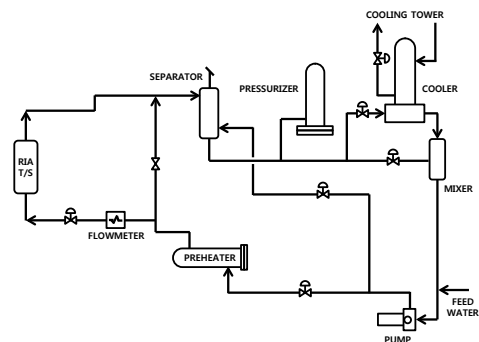 COOLING TOWER
SEPARATOR
PRESSURIZER
COOLER
RIA
T/S
MIXER
FLOWMETER
PREHEATER
FEED
WATER
PUMP